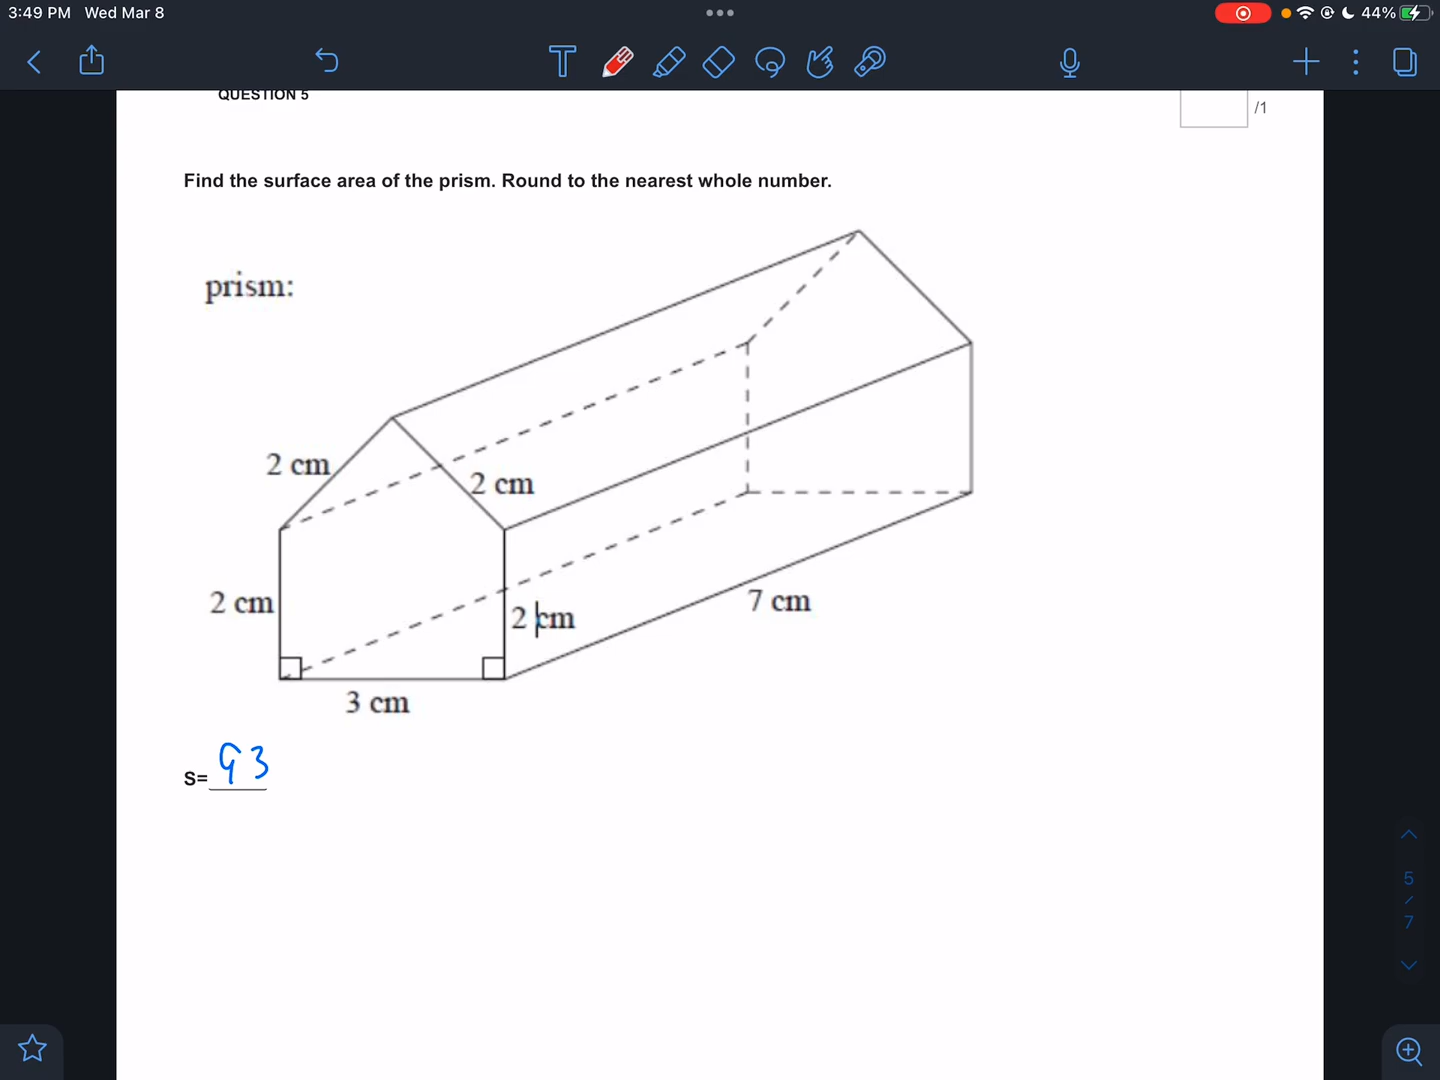 3:49 PM Wed Mar 8
44%
QUESTION 5
/1
Find the surface area of the prism. Round to the nearest whole number.
prism:
2 cm
2 cm
2 cm
2 cm
7 cm
3 cm
S= 93
5
/
7